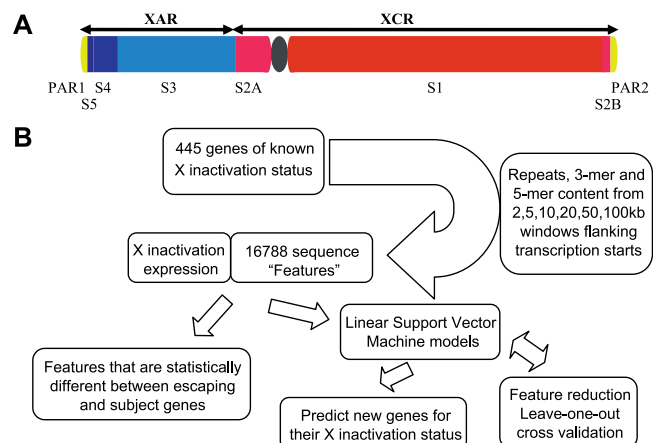 A
XAR
XCR
PAR1
S5
S4
S3
S2A
S1
S2B
PAR2
B
445 genes of known
X inactivation status
Repeats, 3-mer and
5-mer content from
2,5,10,20,50,100kb
windows flanking
transcription starts
X inactivation
expression
16788 sequence
"Features"
Linear Support Vector
Machine models
Features that are statistically
different between escaping
and subject genes
Predict new genes for
their X inactivation status
Feature reduction
Leave-one-out
cross validation